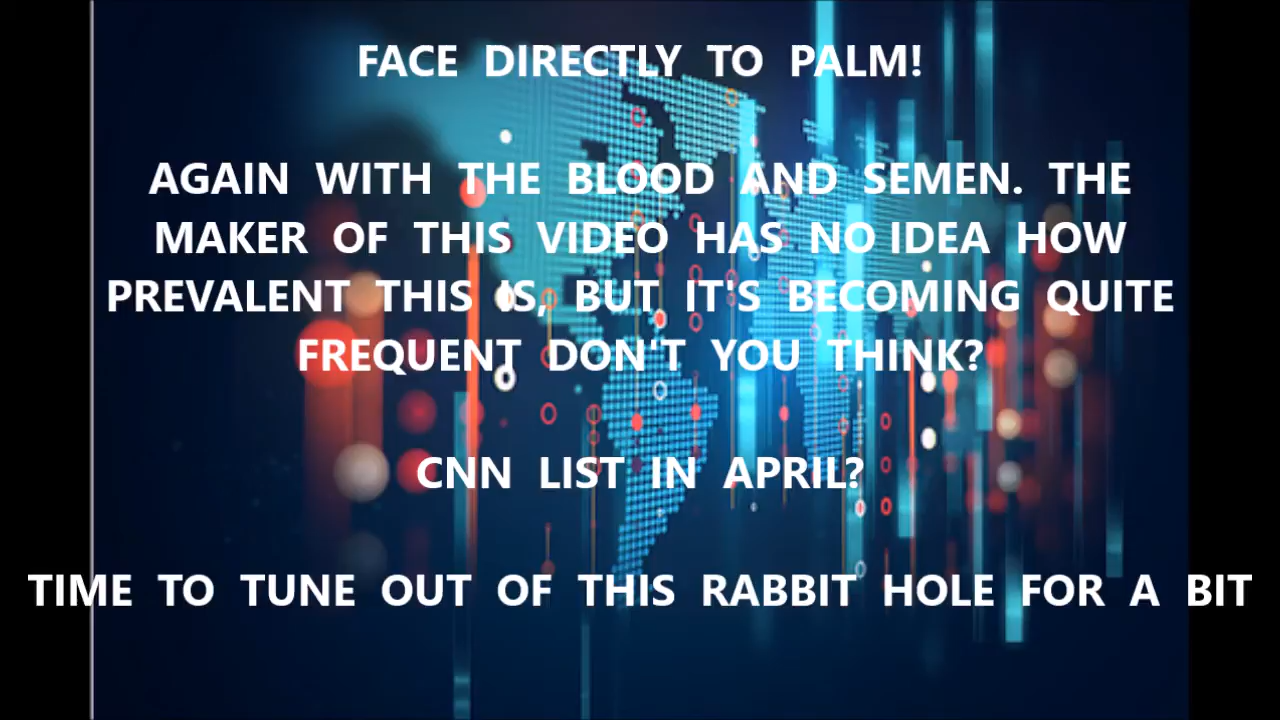 FACE DIRECTLY TO PALM!
AGAIN WITH THE BLOOD AND SEMEN. THE
MAKER OF THIS VIDEO HAS NO IDEA HOW
PREVALENT THIS IS, BUT IT'S BECOMING QUITE
FREQUENT DON'T YOU THINK?
CNN LIST IN APRIL?
TIME TO TUNE OUT OF THIS RABBIT HOLE FOR A BIT